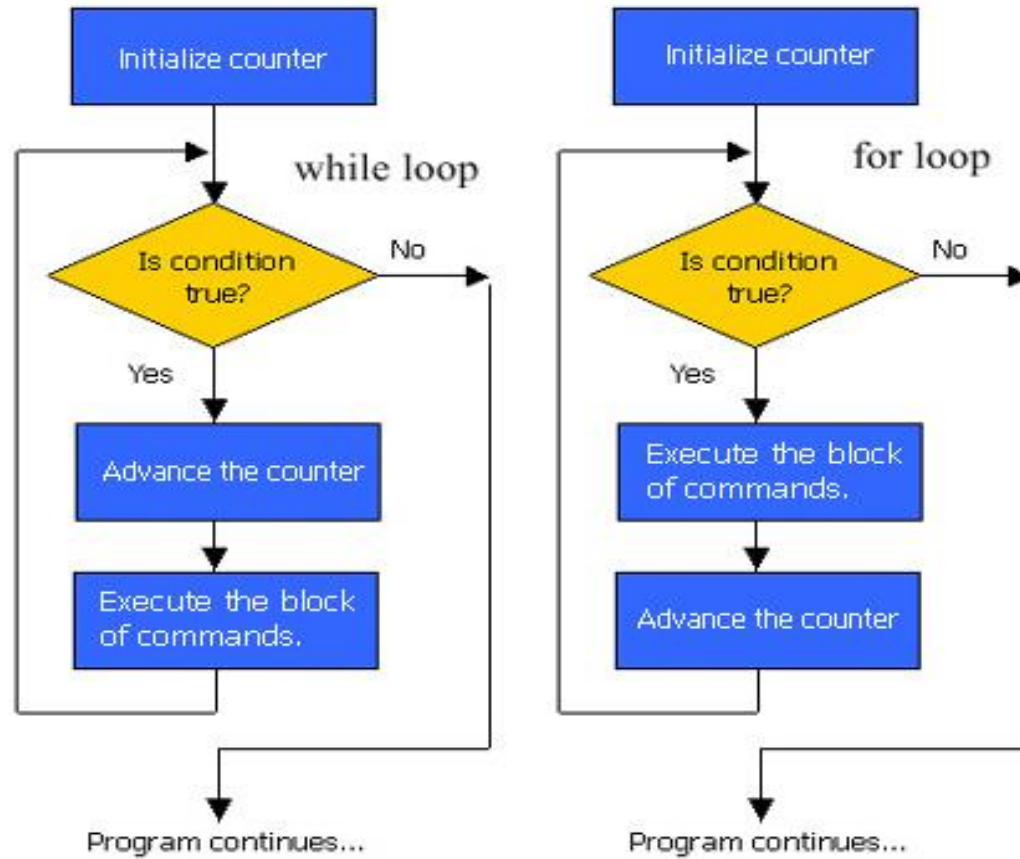 Initialize counter
while loop
Is condition
true?
No
Yes
Advance the counter
Execute the block
of commands.
Program continues...
Initialize counter
for loop
Is condition
true?
No
Yes
Execute the block
of commands.
Advance the counter
Program continues...